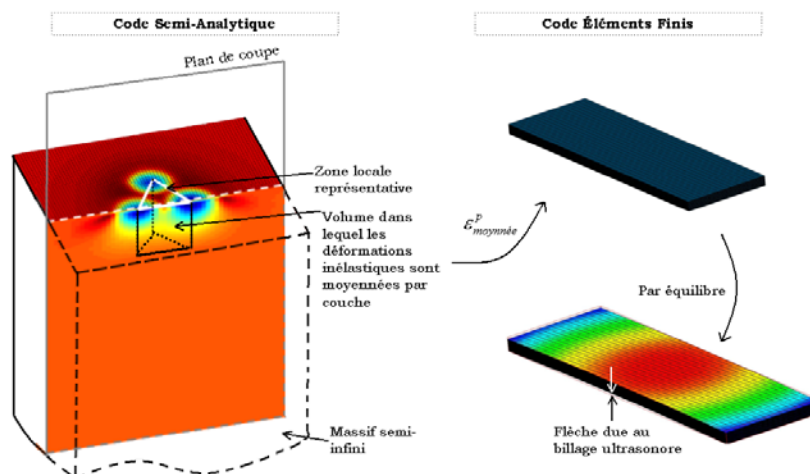 Code Semi-Analytique
Code Éléments Finis
Plan de coupe
Zone locale
représentative
Volume dans
lequel les
déformations
inélastiques sont
moyennées par
couche
ε^p_moynnée
Par équilibre
Massif semi-
infini
Flèche due au
billage ultrasonore